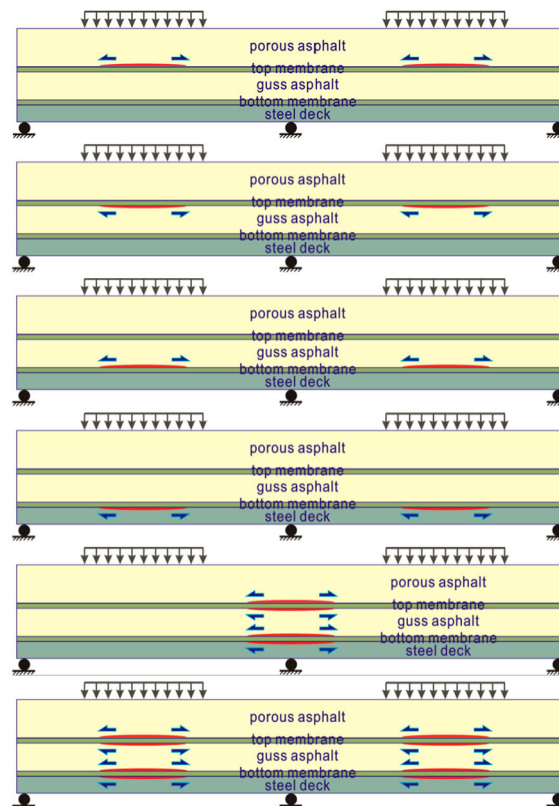 porous asphalt
top membrane
guss asphalt
bottom membrane
steel deck
porous asphalt
top membrane
guss asphalt
bottom membrane
steel deck
porous asphalt
top membrane
guss asphalt
bottom membrane
steel deck
porous asphalt
top membrane
guss asphalt
bottom membrane
steel deck
porous asphalt
top membrane
guss asphalt
bottom membrane
steel deck
porous asphalt
top membrane
guss asphalt
bottom membrane
steel deck